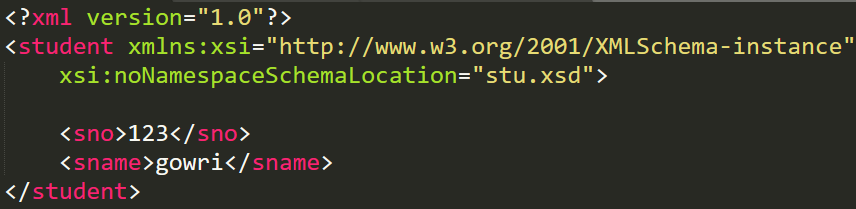 <?xml version="1.0"?>
<student xmlns:xsi="http://www.w3.org/2001/XMLSchema-instance"
    xsi:noNamespaceSchemaLocation="stu.xsd">
    <sno>123</sno>
    <sname>gowri</sname>
</student>